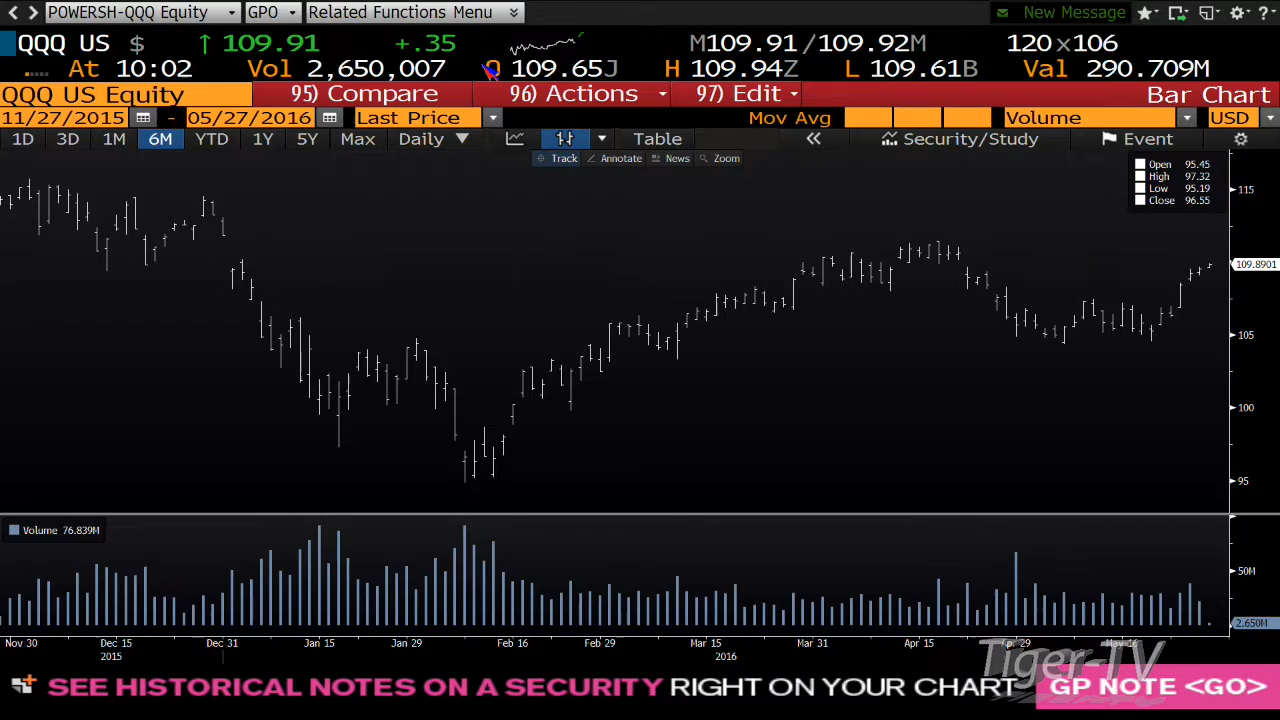 POWERSH-QQQ Equity GPO Related Functions Menu New Message
QQQ US $ ↑ 109.91 +.35 M109.91/109.92M 120x106
At 10:02 Vol 2,650,007 O 109.65J H 109.94Z L 109.61B Val 290.709M
QQQ US Equity 95) Compare 96) Actions 97) Edit Bar Chart
11/27/2015 - 05/27/2016 Last Price Mov Avg Volume USD
1D 3D 1M 6M YTD 1Y 5Y Max Daily Table « Security/Study Event
Track Annotate News Zoom
Open 95.45
High 97.32
Low 95.19
Close 96.55
115
109.8901
105
100
95
Volume 76.839M
50M
2.650M
Nov 30 Dec 15 Dec 31 Jan 15 Jan 29 Feb 16 Feb 29 Mar 15 Mar 31 Apr 15 Apr 29 May 16
2015 2016
Tiger-TV
SEE HISTORICAL NOTES ON A SECURITY RIGHT ON YOUR CHART GP NOTE <GO>